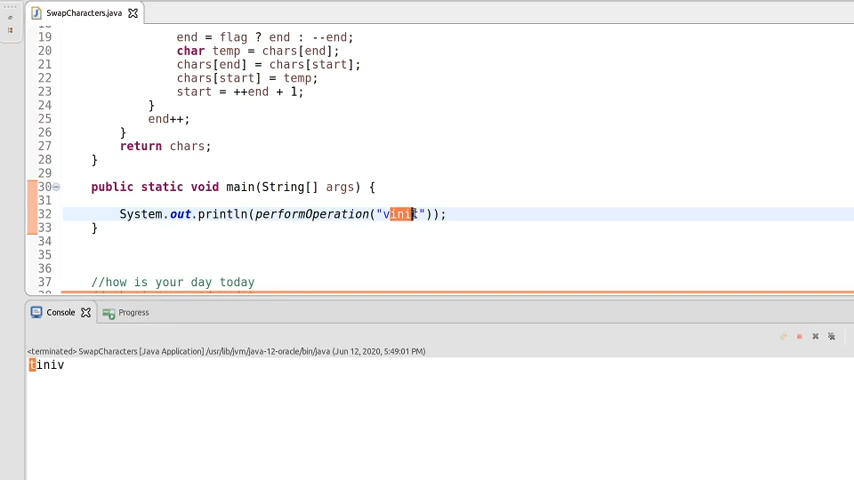 SwapCharacters.java
19 end = flag ? end : --end;
20 char temp = chars[end];
21 chars[end] = chars[start];
22 chars[start] = temp;
23 start = ++end + 1;
24 }
25 end++;
26 }
27 return chars;
28 }
29
30 public static void main(String[] args) {
31
32 System.out.println(performOperation("vinit"));
33 }
34
35
36
37 //how is your day today
Console Progress
<terminated> SwapCharacters [Java Application] /usr/lib/jvm/java-12-oracle/bin/java (Jun 12, 2020, 5:49:01 PM)
tiniv